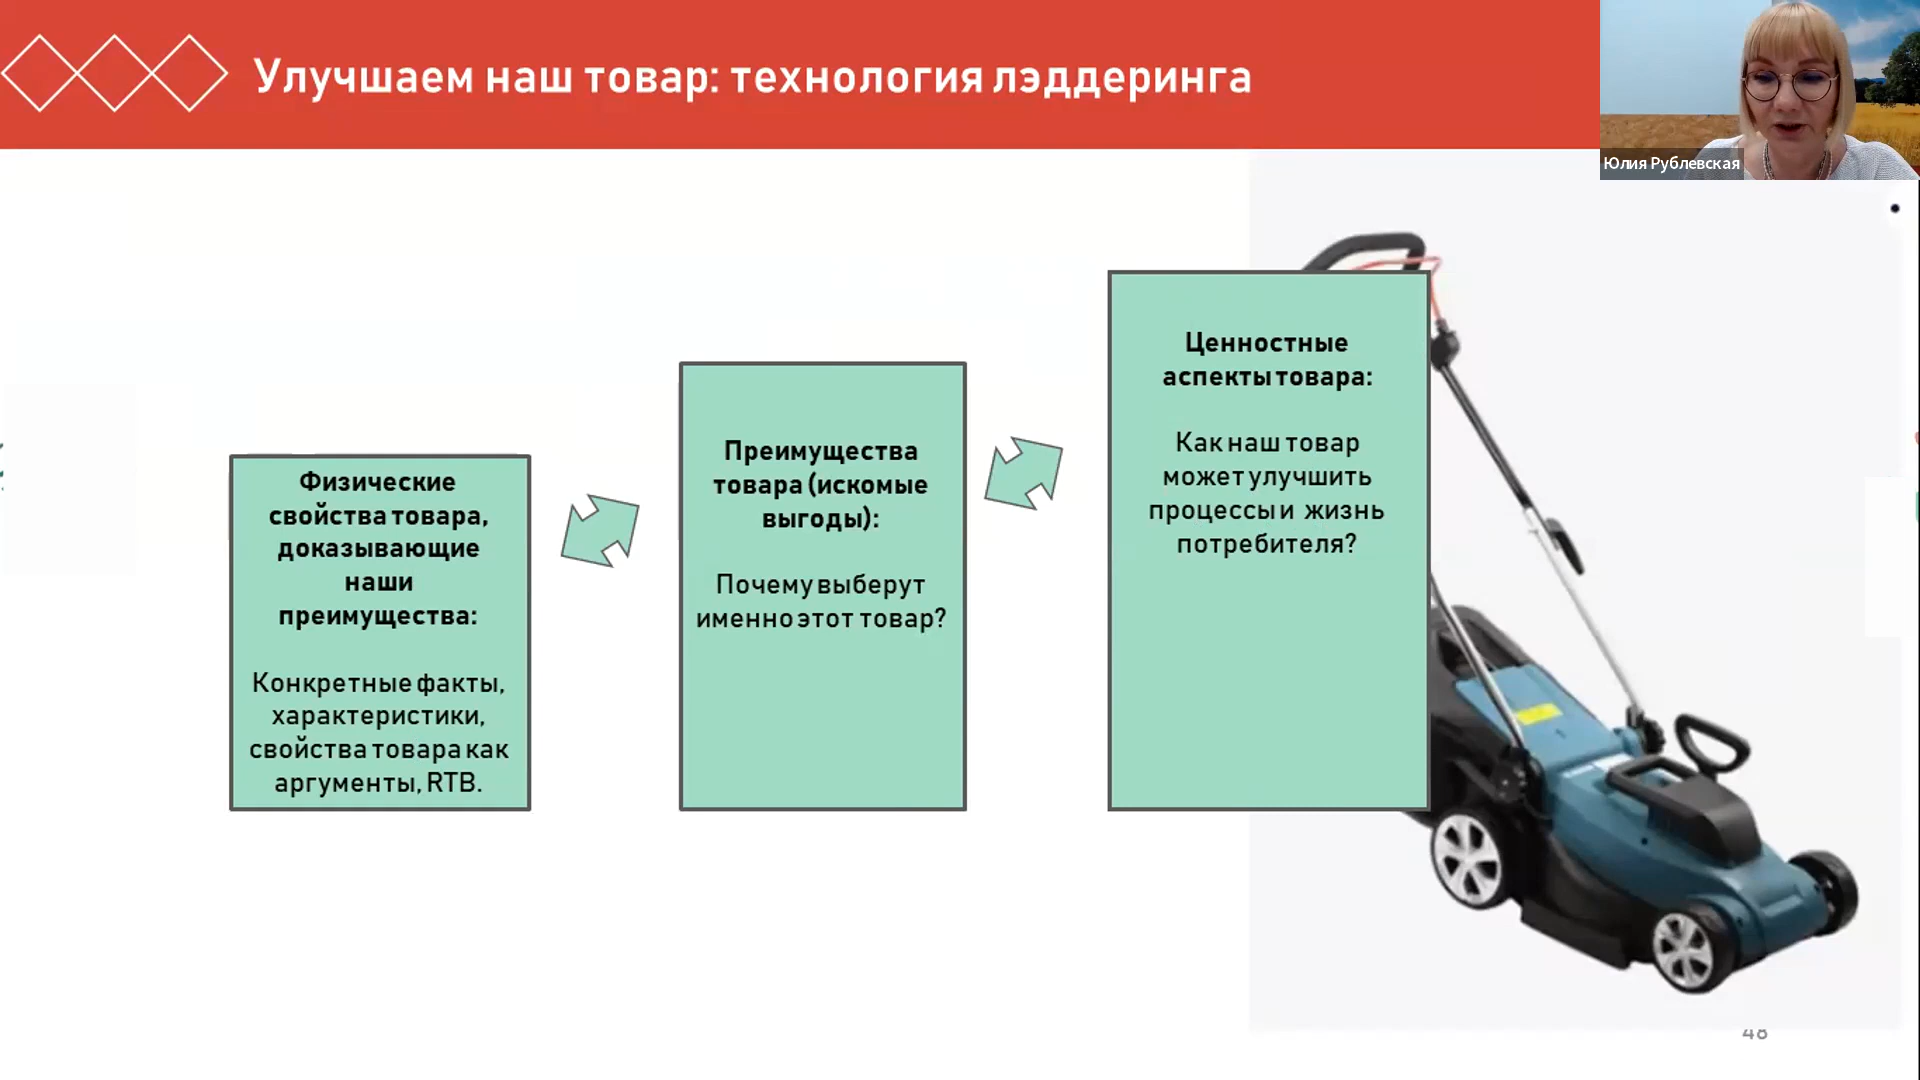 Улучшаем наш товар: технология лэддеринга
Юлия Рублевская
Физические
свойства товара,
доказывающие
наши
преимущества:
Конкретные факты,
характеристики,
свойства товара как
аргументы, RTB.
Преимущества
товара (искомые
выгоды):
Почему выберут
именно этот товар?
Ценностные
аспекты товара:
Как наш товар
может улучшить
процессы и жизнь
потребителя?
48